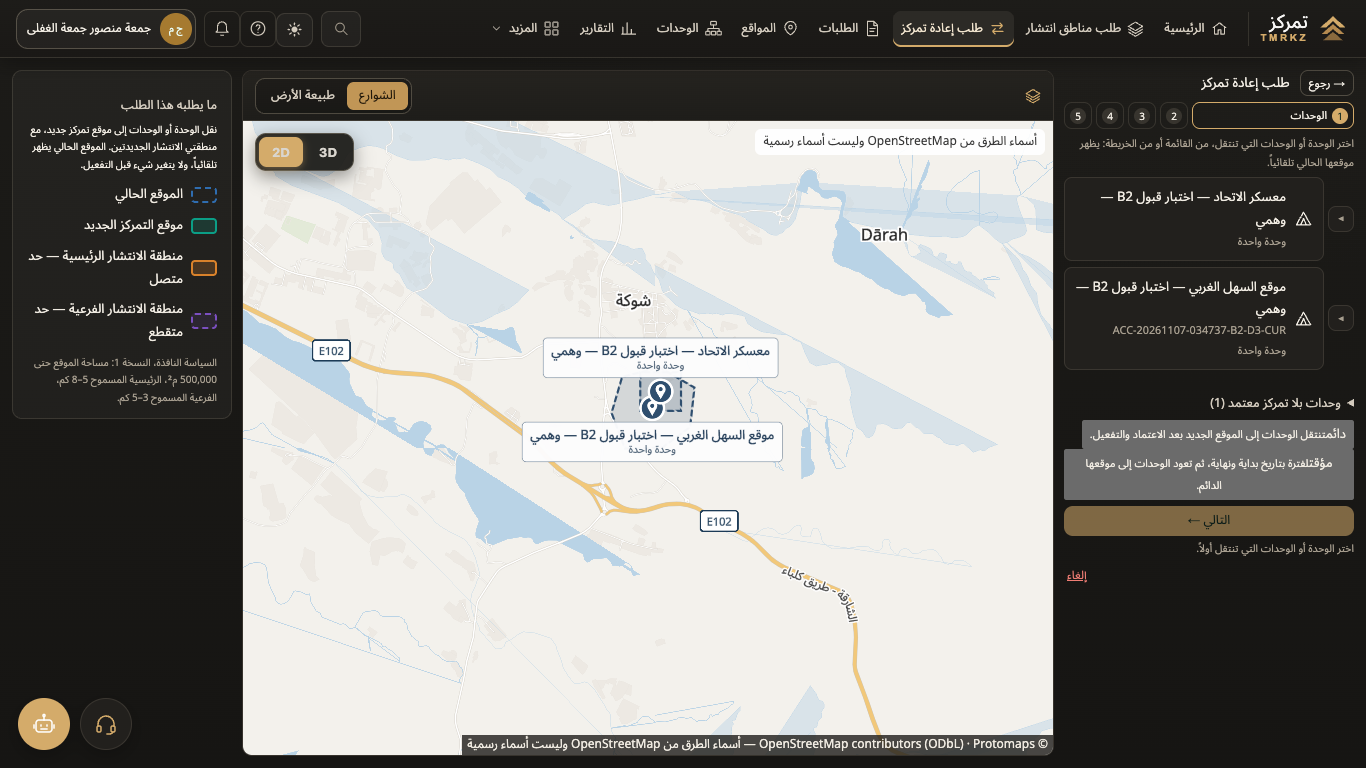 تمركز
TMRKZ
الرئيسية
طلب مناطق انتشار
طلب إعادة تمركز
الطلبات
المواقع
الوحدات
التقارير
المزيد
ج م
جمعة منصور جمعة الغفلى
→ رجوع
طلب إعادة تمركز
1 الوحدات
2
3
4
5
اختر الوحدة أو الوحدات التي تنتقل، من القائمة أو من الخريطة: يظهر
موقعها الحالي تلقائياً.
معسكر الاتحاد — اختبار قبول B2 —
وهمي
وحدة واحدة
موقع السهل الغربي — اختبار قبول B2 —
وهمي
ACC-20261107-034737-B2-D3-CUR
وحدة واحدة
وحدات بلا تمركز معتمد (1)
دائمتنتقل الوحدات إلى الموقع الجديد بعد الاعتماد والتفعيل.
مؤقتلفترة بتاريخ بداية ونهاية، ثم تعود الوحدات إلى موقعها
الدائم.
التالي ←
اختر الوحدة أو الوحدات التي تنتقل أولاً.
إلغاء
الشوارع
طبيعة الأرض
أسماء الطرق من OpenStreetMap وليست أسماء رسمية
2D
3D
Dārah
شوكة
E102
معسكر الاتحاد — اختبار قبول B2 — وهمي
وحدة واحدة
موقع السهل الغربي — اختبار قبول B2 — وهمي
وحدة واحدة
E102
الشارقة - طريق كلباء
© OpenStreetMap contributors (ODbL) · Protomaps — أسماء الطرق من OpenStreetMap وليست أسماء رسمية
ما يطلبه هذا الطلب
نقل الوحدة أو الوحدات إلى موقع تمركز جديد، مع
منطقتي الانتشار الجديدتين. الموقع الحالي يظهر
تلقائياً، ولا يتغير شيء قبل التفعيل.
الموقع الحالي
موقع التمركز الجديد
منطقة الانتشار الرئيسية — حد
متصل
منطقة الانتشار الفرعية — حد
متقطع
السياسة النافذة، النسخة 1: مساحة الموقع حتى
500,000 م²، الرئيسية المسموح 5–8 كم،
الفرعية المسموح 3–5 كم.